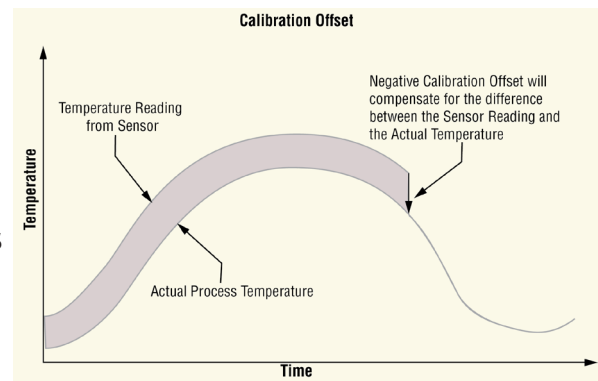 Calibration Offset
Negative Calibration Offset will
compensate for the difference
between the Sensor Reading and
the Actual Temperature
Temperature Reading
from Sensor
Temperature
Actual Process Temperature
Time